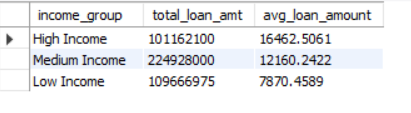 income_group total_loan_amt avg_loan_amount
High Income 101162100 16462.5061
Medium Income 224928000 12160.2422
Low Income 109666975 7870.4589